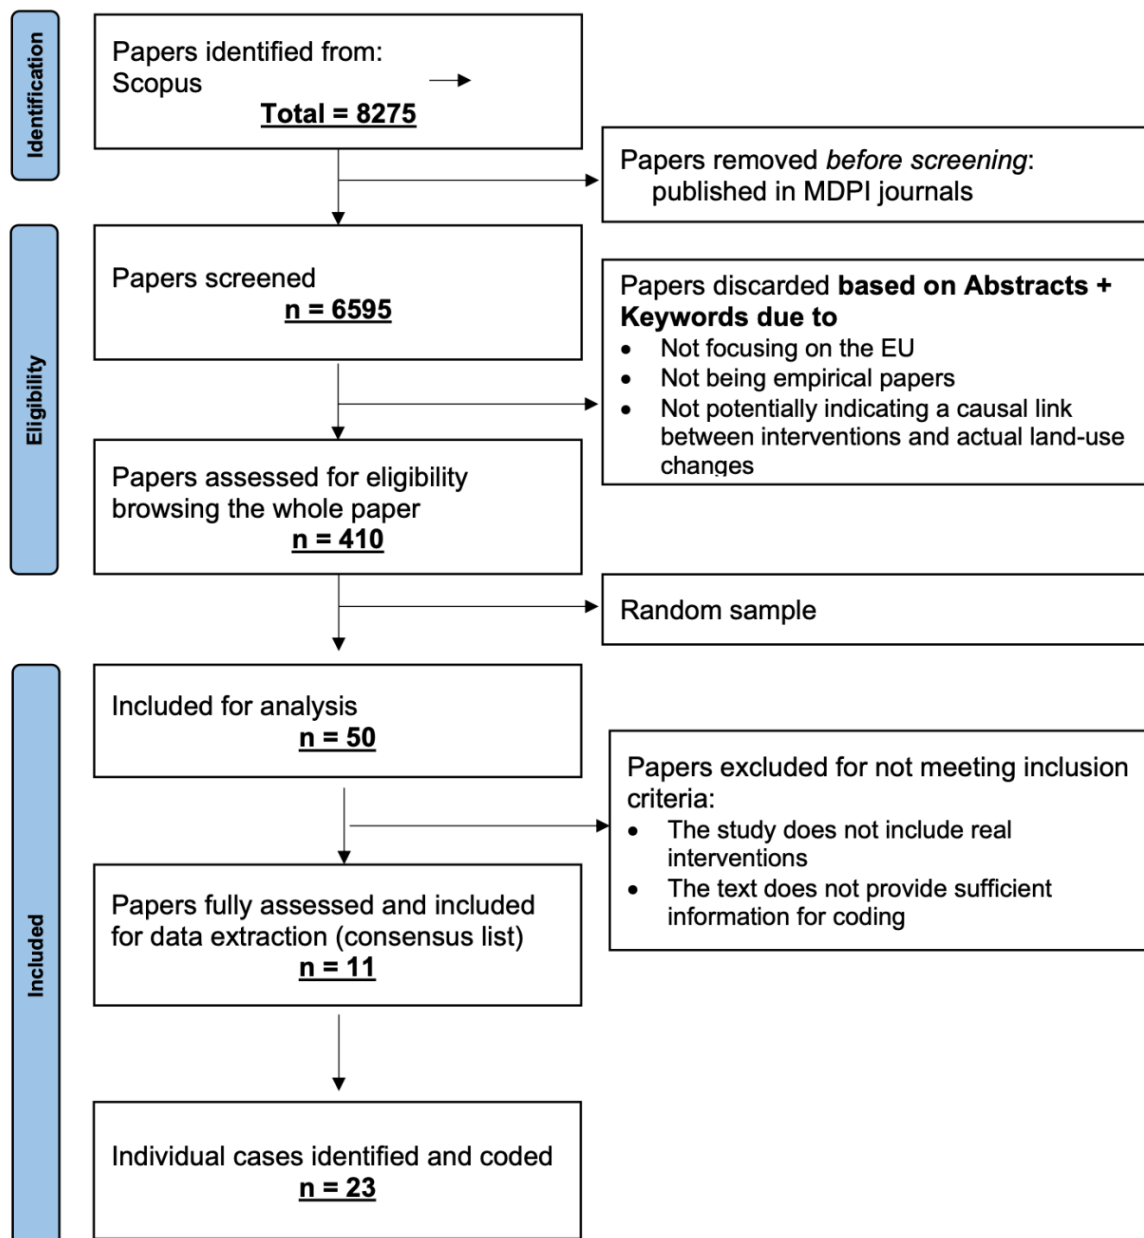 Identification
Papers identified from:
Scopus
Total = 8275
Papers removed before screening:
published in MDPI journals
Eligibility
Papers screened
n = 6595
Papers discarded based on Abstracts +
Keywords due to
• Not focusing on the EU
• Not being empirical papers
• Not potentially indicating a causal link
between interventions and actual land-use
changes
Papers assessed for eligibility
browsing the whole paper
n = 410
Random sample
Included
Included for analysis
n = 50
Papers excluded for not meeting inclusion
criteria:
• The study does not include real
interventions
• The text does not provide sufficient
information for coding
Papers fully assessed and included
for data extraction (consensus list)
n = 11
Individual cases identified and coded
n = 23